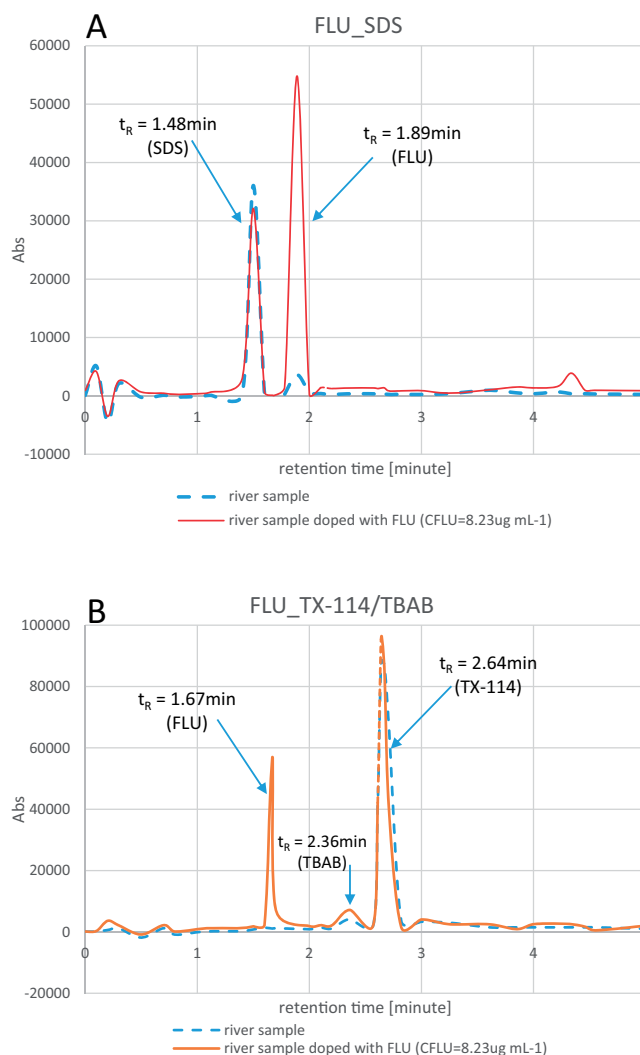 A
FLU_SDS
60000
50000
40000
30000
20000
10000
0
-10000
Abs
tR = 1.48min
(SDS)
tR = 1.89min
(FLU)
0 1 2 3 4
retention time [minute]
river sample
river sample doped with FLU (CFLU=8.23ug mL-1)
B
FLU_TX-114/TBAB
100000
80000
60000
40000
20000
0
-20000
Abs
tR = 2.64min
(TX-114)
tR = 1.67min
(FLU)
tR = 2.36min
(TBAB)
0 1 2 3 4
retention time [minute]
river sample
river sample doped with FLU (CFLU=8.23ug mL-1)